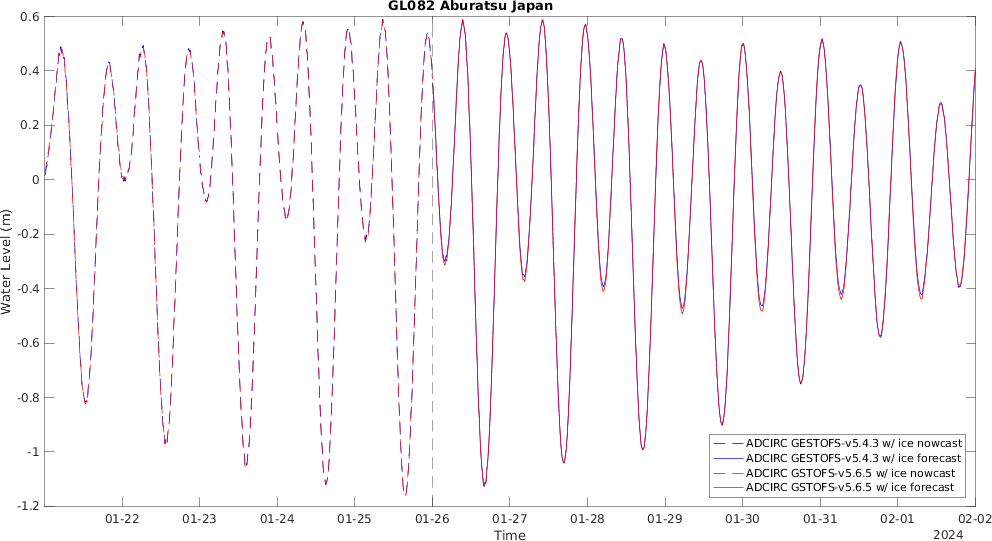 GL082 Aburatsu Japan
0.6
0.4
0.2
0
-0.2
-0.4
-0.6
-0.8
-1
-1.2
Water Level (m)
ADCIRC GESTOFS-v5.4.3 w/ ice nowcast
ADCIRC GESTOFS-v5.4.3 w/ ice forecast
ADCIRC GSTOFS-v5.6.5 w/ ice nowcast
ADCIRC GSTOFS-v5.6.5 w/ ice forecast
01-22 01-23 01-24 01-25 01-26 01-27 01-28 01-29 01-30 01-31 02-01 02-02
Time
2024